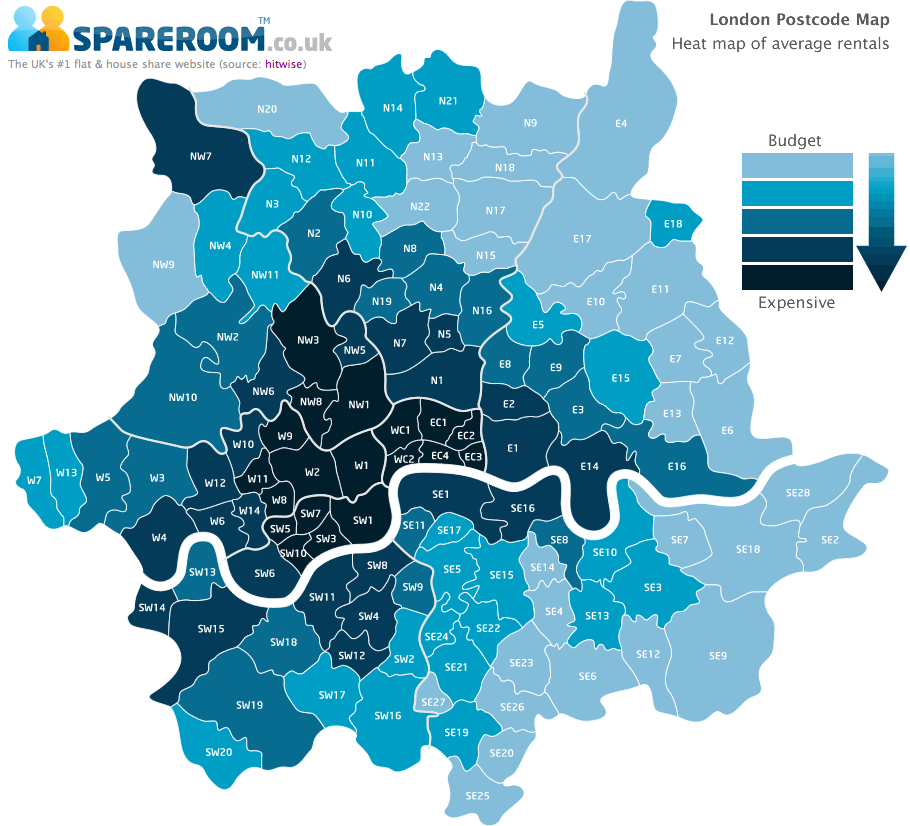 SPAREROOM.co.uk
TM
The UK's #1 flat & house share website (source: hitwise)
London Postcode Map
Heat map of average rentals
Budget
Expensive
N14
N21
N20
N9
E4
NW7
N12
N11
N13
N18
N3
N10
N22
N17
E18
N2
NW4
N8
N15
E17
NW9
NW11
N6
N19
N4
N16
E10
E11
E5
NW2
NW3
NW5
N7
N5
E8
E9
E15
E7
E12
NW10
NW6
NW8
NW1
N1
E2
E3
E13
E6
W10
W9
WC1
EC1
EC2
E1
WC2
EC4
EC3
E14
E16
W7
W13
W5
W3
W12
W11
W2
W1
W8
W14
W6
W4
SW5
SW7
SW1
SW3
SW10
SE1
SE16
SE28
SE2
SE18
SE7
SE11
SE17
SE8
SE10
SE14
SE5
SE15
SE3
SW13
SW6
SW8
SW9
SW11
SW4
SW14
SW15
SW18
SW12
SW2
SE24
SE22
SE4
SE13
SE21
SE23
SE6
SE12
SE9
SW19
SW17
SW16
SE27
SE26
SW20
SE19
SE20
SE25